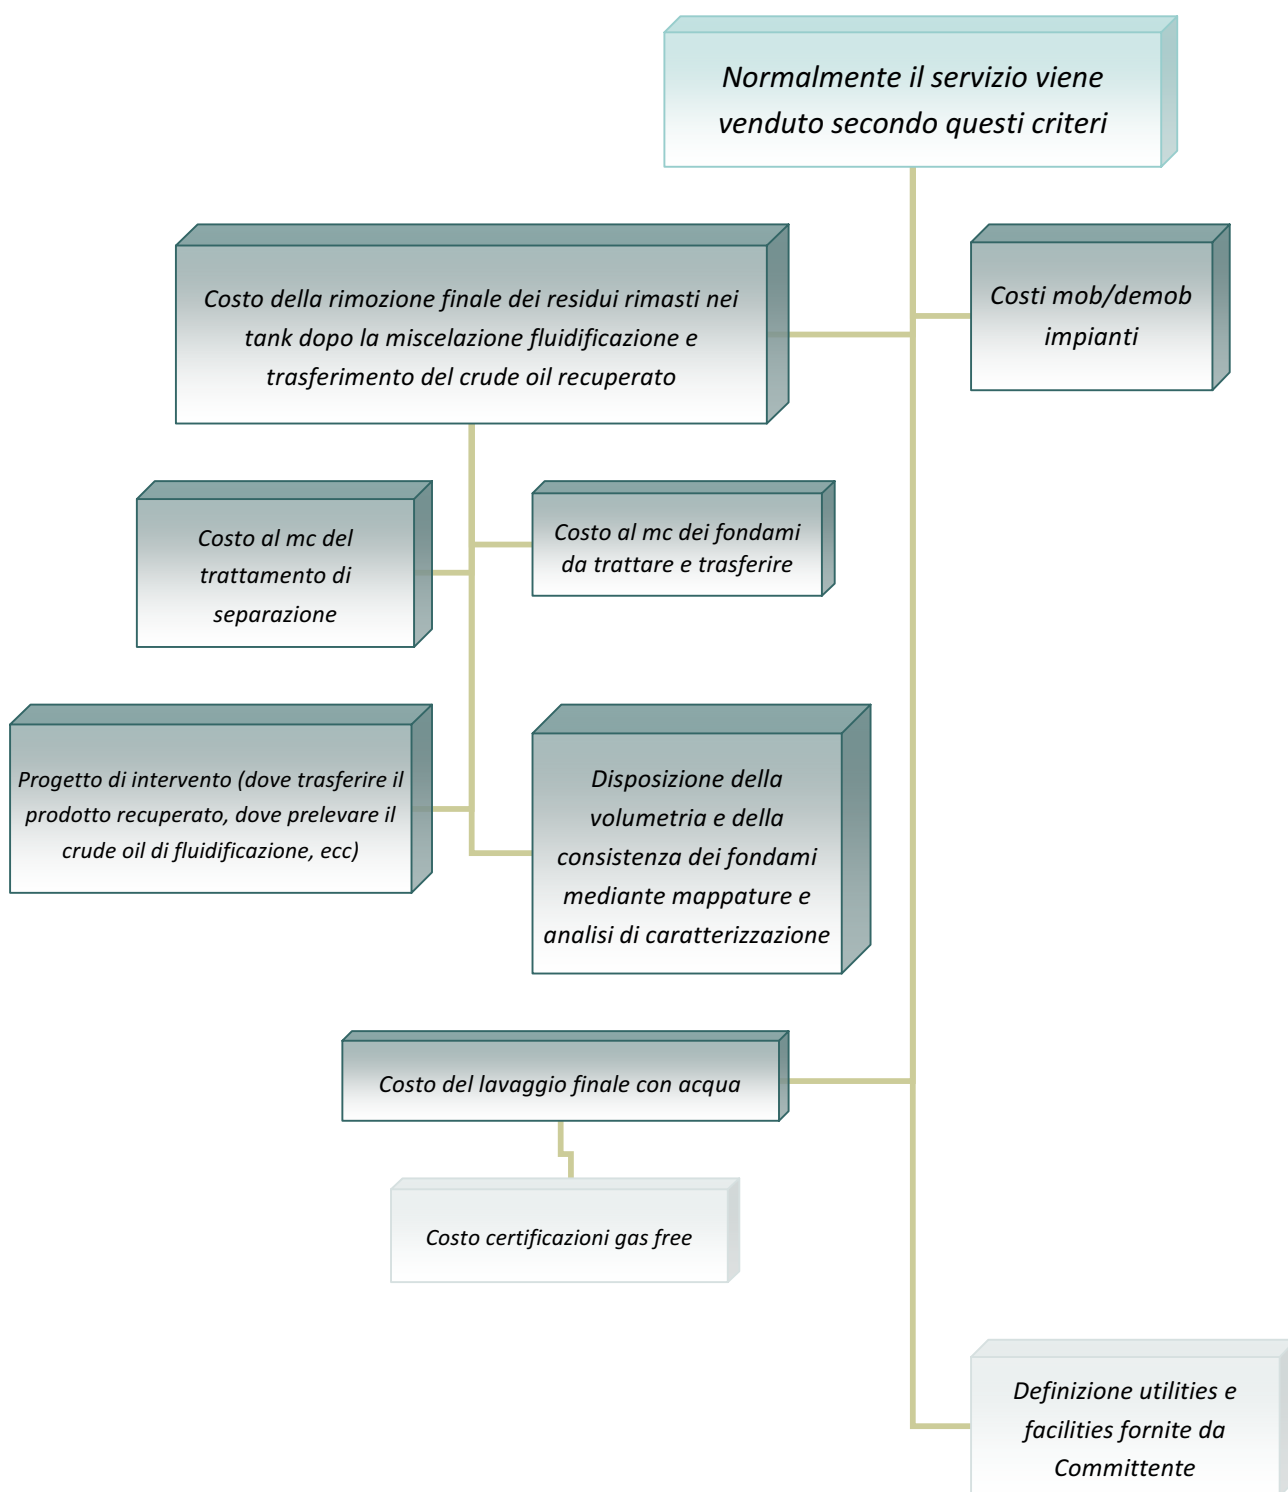 Normalmente il servizio viene
venduto secondo questi criteri
Costo della rimozione finale dei residui rimasti nei
tank dopo la miscelazione fluidificazione e
trasferimento del crude oil recuperato
Costi mob/demob
impianti
Costo al mc del
trattamento di
separazione
Costo al mc dei fondami
da trattare e trasferire
Progetto di intervento (dove trasferire il
prodotto recuperato, dove prelevare il
crude oil di fluidificazione, ecc)
Disposizione della
volumetria e della
consistenza dei fondami
mediante mappature e
analisi di caratterizzazione
Costo del lavaggio finale con acqua
Costo certificazioni gas free
Definizione utilities e
facilities fornite da
Committente